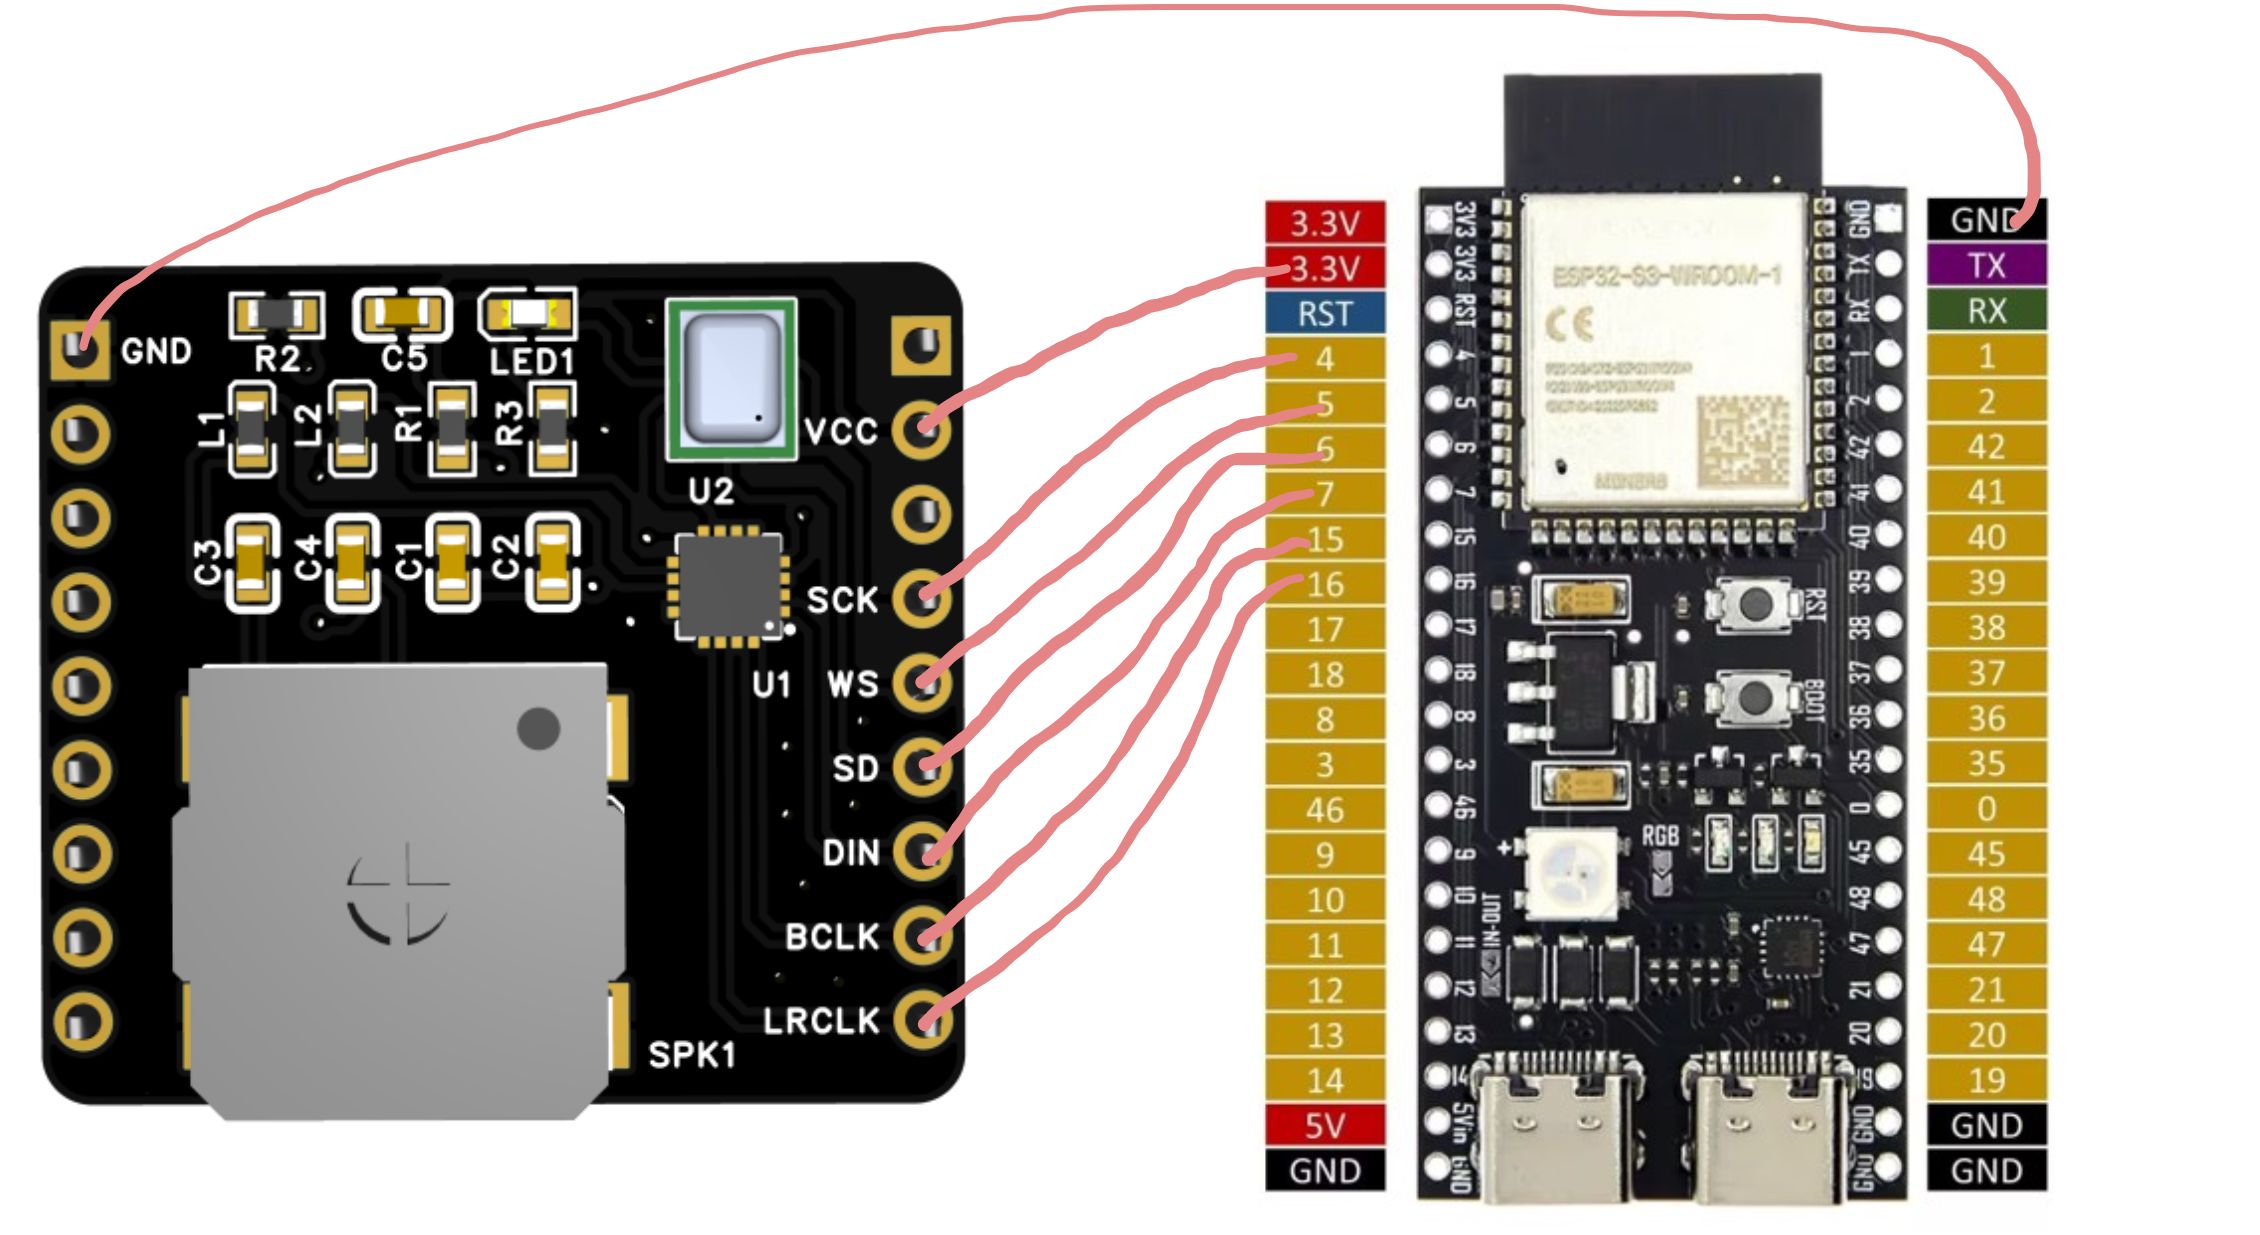 GND
R2
C5
LED1
L1
L2
R1
R3
VCC
U2
C3
C4
C1
C2
SCK
U1
WS
SD
DIN
BCLK
LRCLK
SPK1
3.3V
3.3V
RST
4
5
6
7
15
16
17
18
8
3
46
9
10
11
12
13
14
5V
GND
3V3
3V3
RST
4
5
6
7
15
16
17
18
8
3
46
9
10
11
12
13
14
5Vin
GND
ESP32-S3-WROOM-1
CE
RST
BOOT
RGB
IN-OUT
GND
TX
RX
1
2
42
41
40
39
38
37
36
35
0
45
48
47
21
20
19
GND
GND
GND
TX
RX
1
2
42
41
40
39
38
37
36
35
0
45
48
47
21
20
19
GND
GND